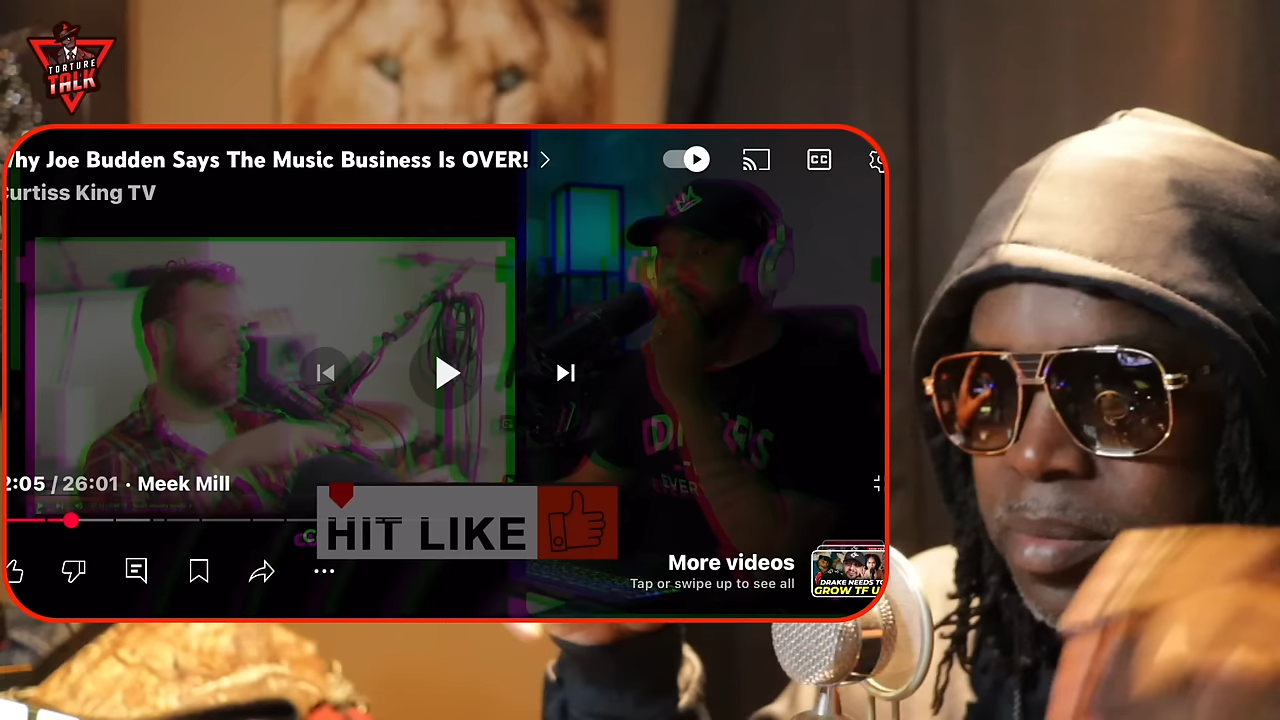 TORTURE
TALK
hy Joe Budden Says The Music Business Is OVER!
urtiss King TV
CC
2:05 / 26:01 • Meek Mill
HIT LIKE
More videos
Tap or swipe up to see all
DRAKE NEEDS TO
GROW TF U
EVER